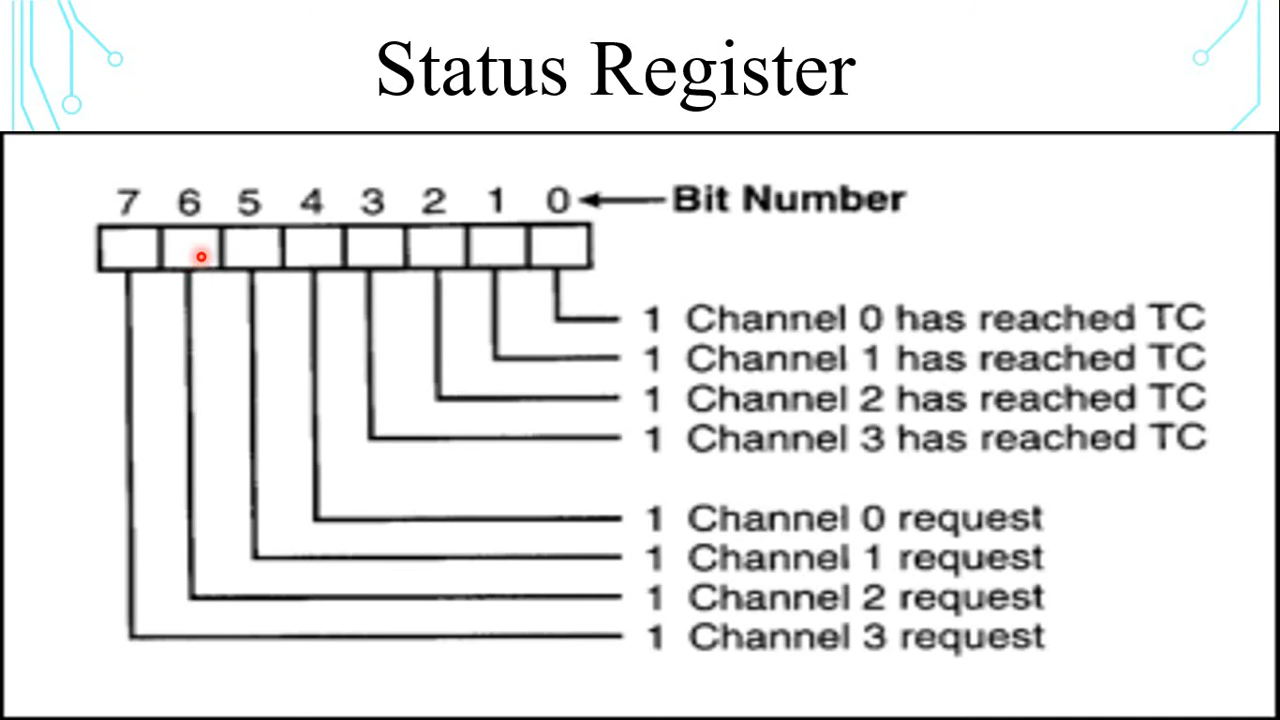 Status Register
7 6 5 4 3 2 1 0 Bit Number
1 Channel 0 has reached TC
1 Channel 1 has reached TC
1 Channel 2 has reached TC
1 Channel 3 has reached TC
1 Channel 0 request
1 Channel 1 request
1 Channel 2 request
1 Channel 3 request